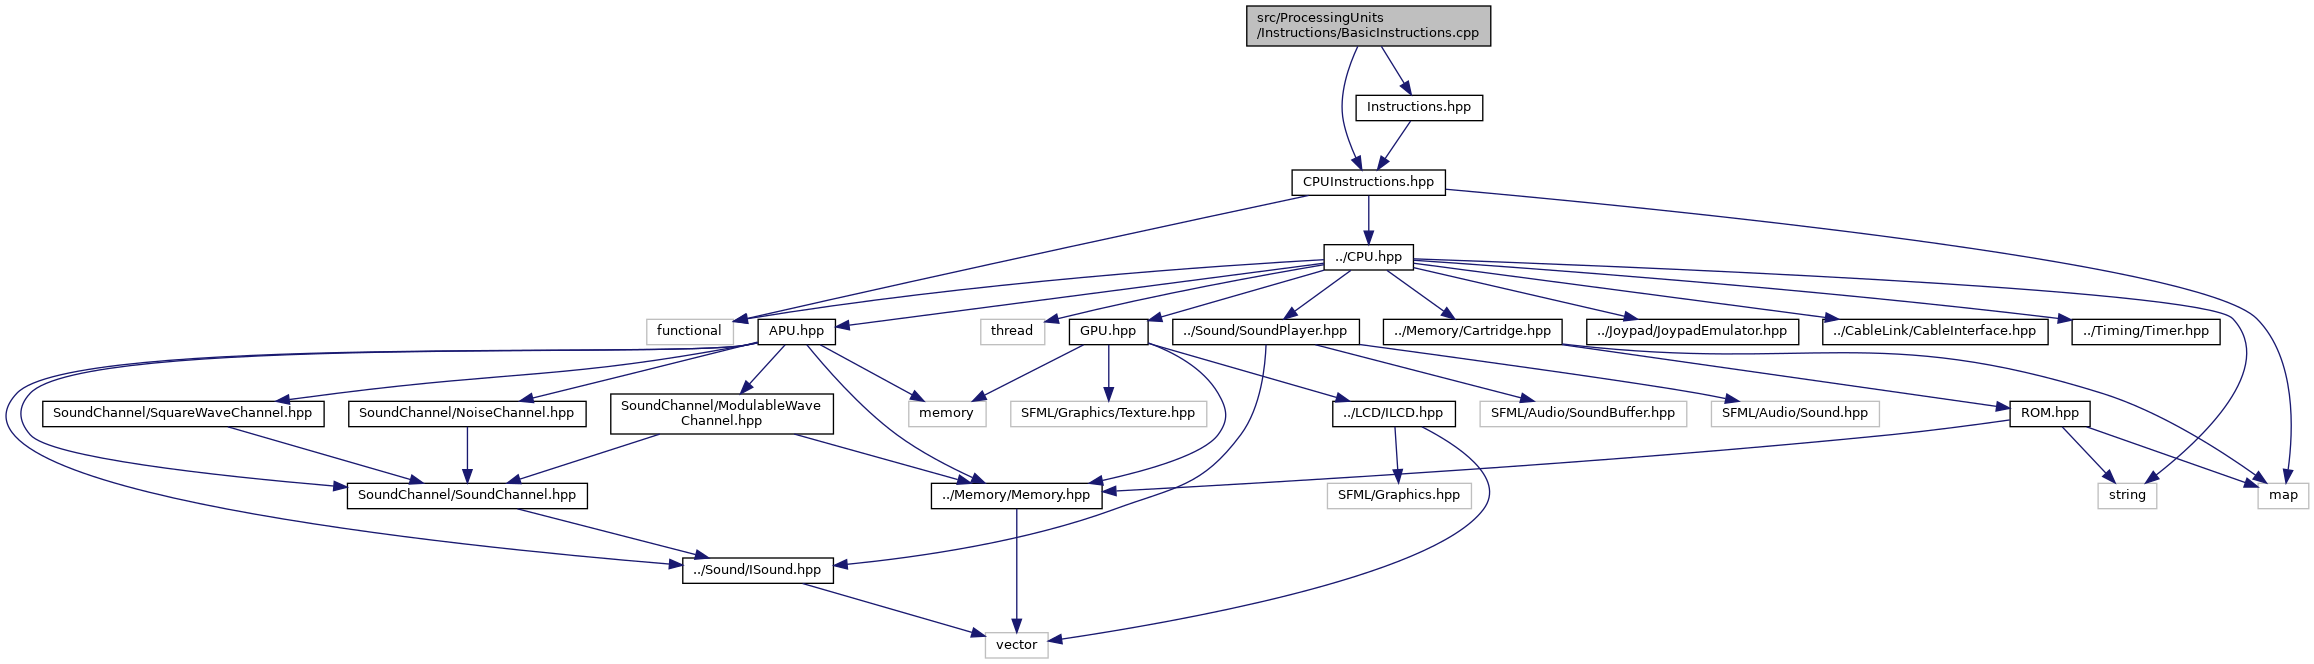 src/ProcessingUnits
/Instructions/BasicInstructions.cpp
Instructions.hpp
CPUInstructions.hpp
../CPU.hpp
functional
APU.hpp
thread
GPU.hpp
../Sound/SoundPlayer.hpp
../Memory/Cartridge.hpp
../Joypad/JoypadEmulator.hpp
../CableLink/CableInterface.hpp
../Timing/Timer.hpp
SoundChannel/SquareWaveChannel.hpp
SoundChannel/NoiseChannel.hpp
SoundChannel/ModulableWave
Channel.hpp
memory
SFML/Graphics/Texture.hpp
../LCD/ILCD.hpp
SFML/Audio/SoundBuffer.hpp
SFML/Audio/Sound.hpp
ROM.hpp
SoundChannel/SoundChannel.hpp
../Memory/Memory.hpp
SFML/Graphics.hpp
string
map
../Sound/ISound.hpp
vector